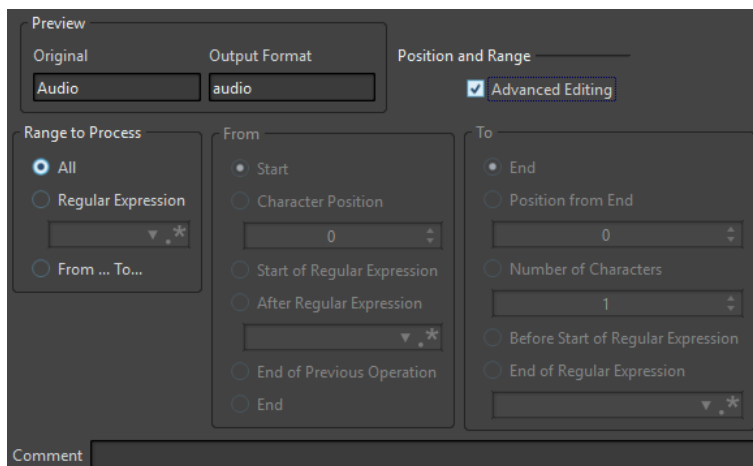 Preview
Original Output Format Position and Range
Audio audio Advanced Editing
Range to Process From To
All Start End
Regular Expression Character Position Position from End
.* 0 0
From ... To... Start of Regular Expression Number of Characters
After Regular Expression 1
.* Before Start of Regular Expression
End of Previous Operation End of Regular Expression
End .*
Comment